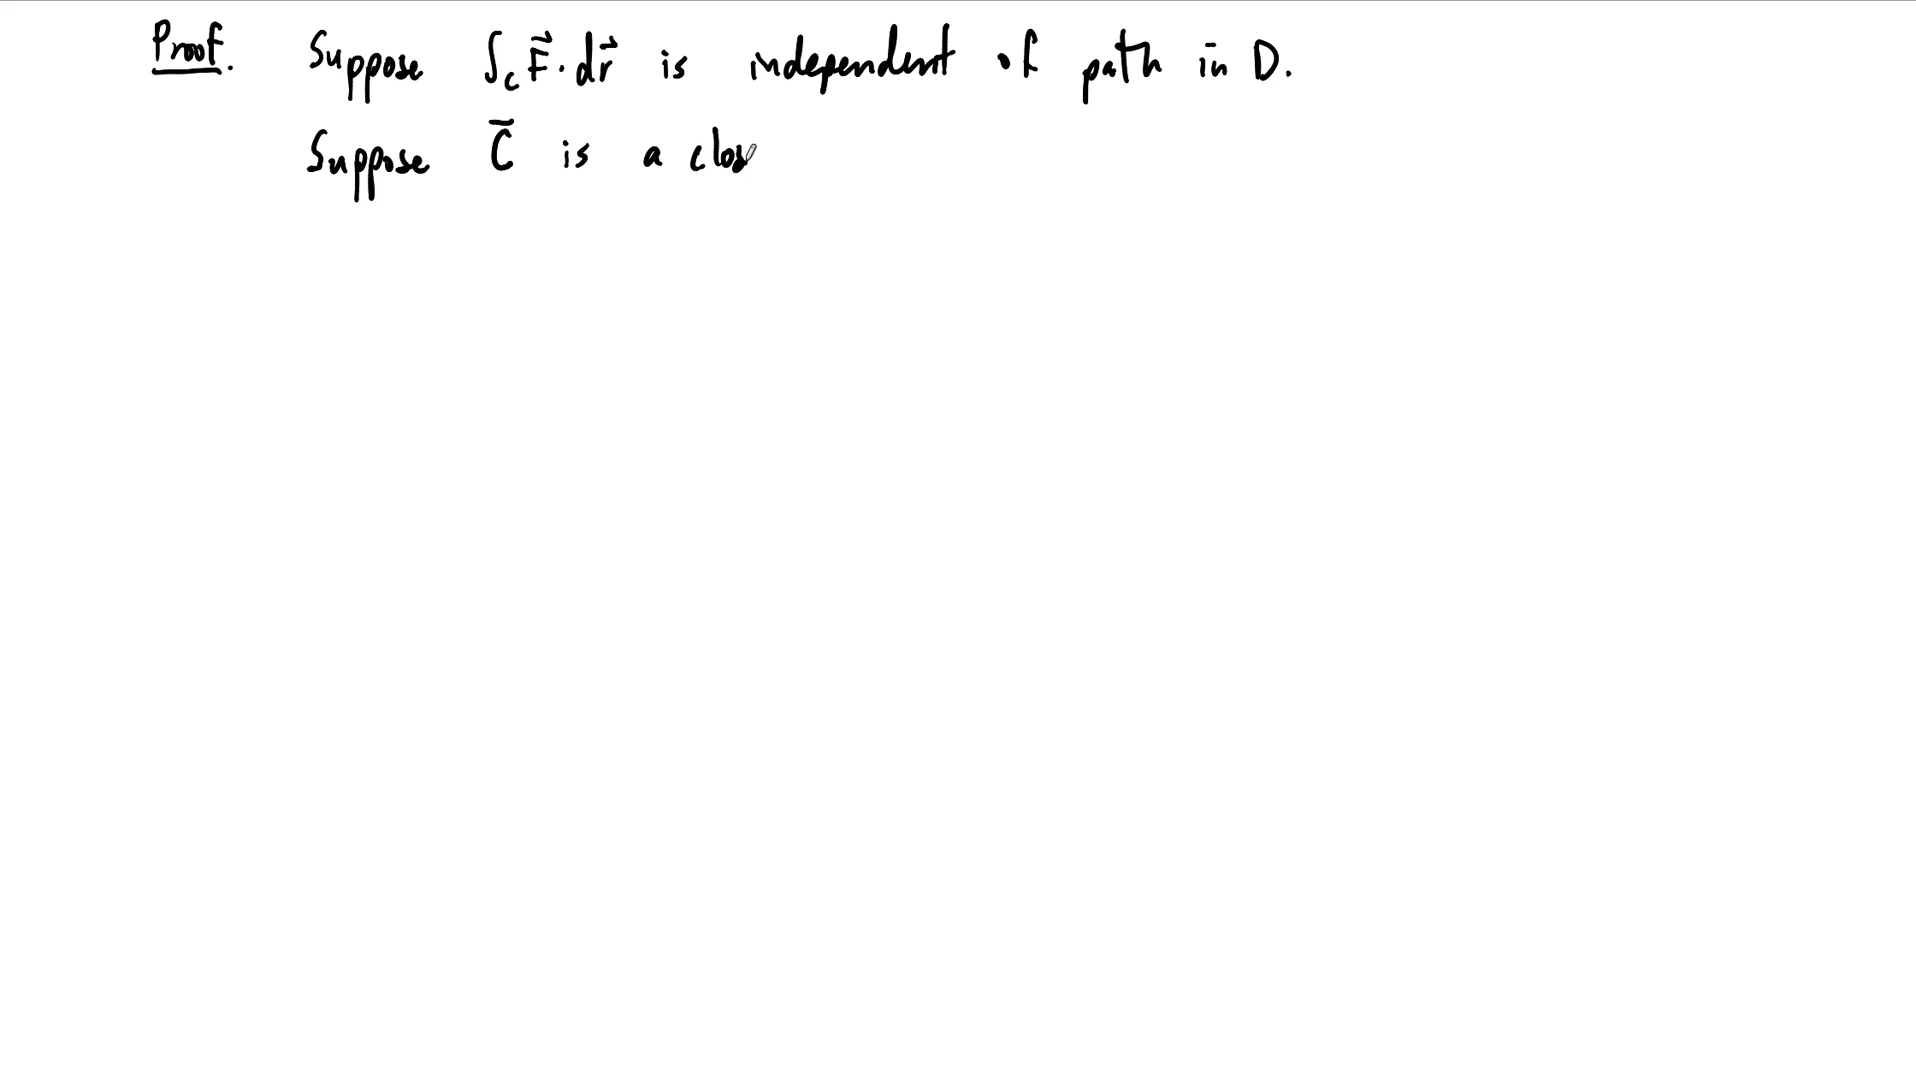 Proof. Suppose ∫_C F⃗ · dr⃗ is independent of path in D.
Suppose C̄ is a clos